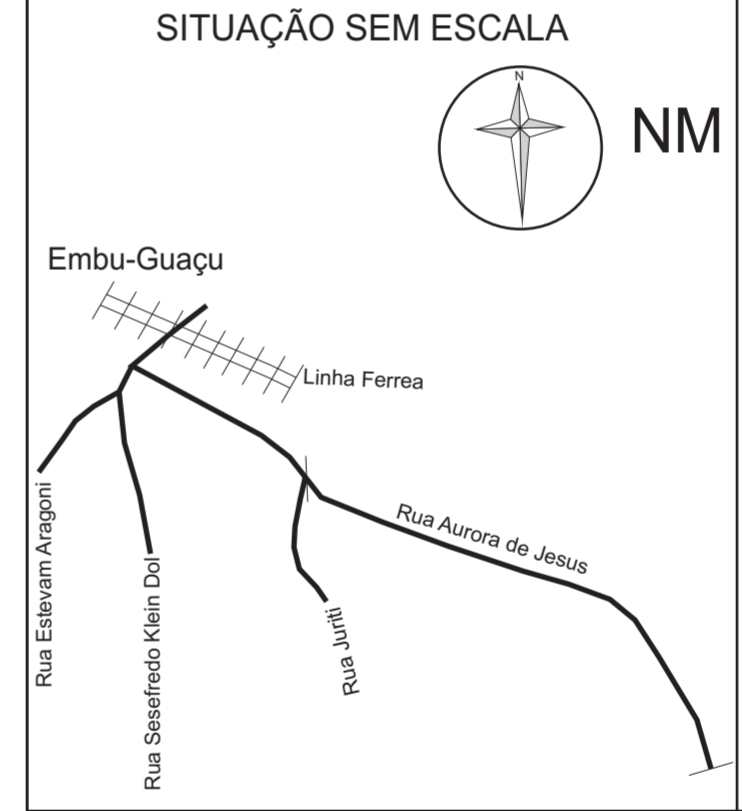 SITUAÇÃO SEM ESCALA
N
NM
Embu-Guaçu
Linha Ferrea
Rua Aurora de Jesus
Rua Estevam Aragoni
Rua Sesefredo Klein Dol
Rua Juriti